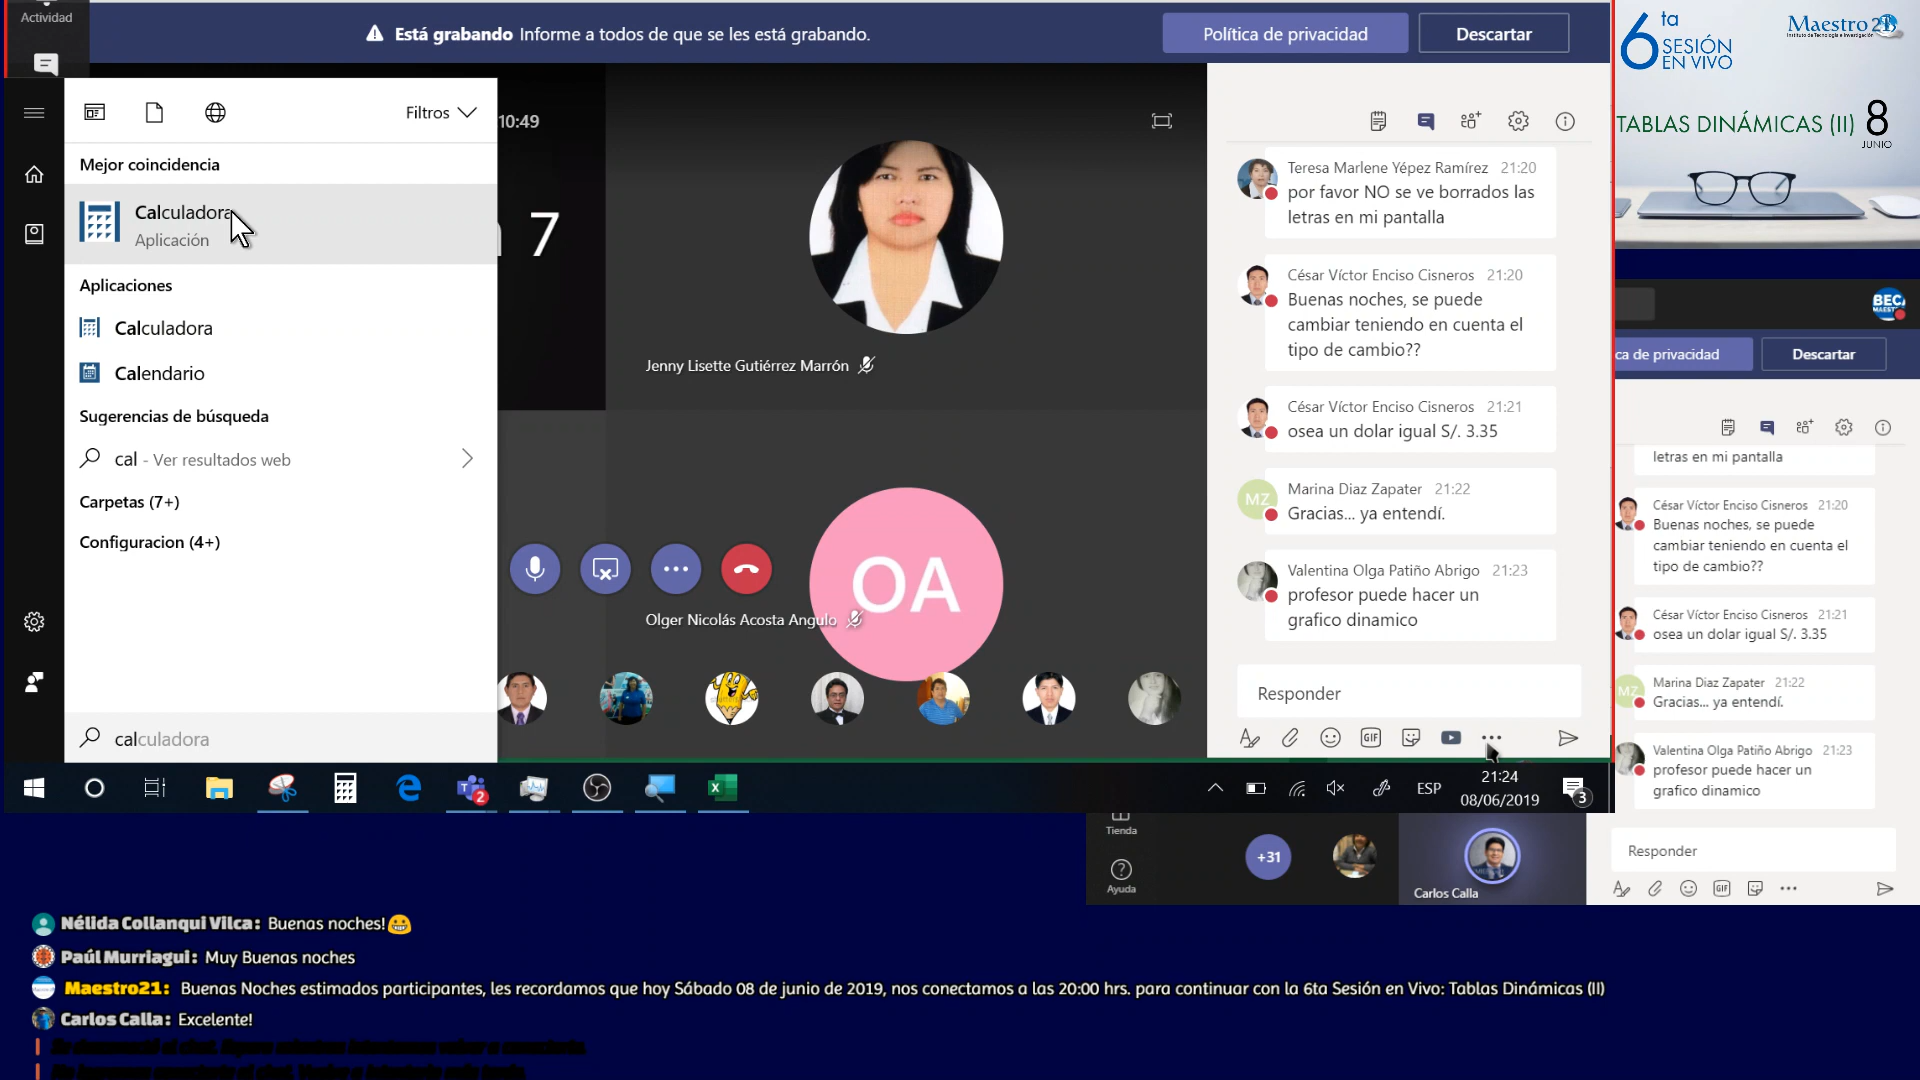 Actividad
Está grabando Informe a todos de que se les está grabando.
Política de privacidad
Descartar
6ta
SESIÓN
EN VIVO
Maestro 21
TABLAS DINÁMICAS (II) 8
JUNIO
Filtros
Mejor coincidencia
Calculadora
Aplicación
Aplicaciones
Calculadora
Calendario
Sugerencias de búsqueda
cal - Ver resultados web
Carpetas (7+)
Configuracion (4+)
calculadora
10:49
7
Jenny Lisette Gutiérrez Marrón
OA
Olger Nicolás Acosta Angulo
Teresa Marlene Yépez Ramírez 21:20
por favor NO se ve borrados las
letras en mi pantalla
César Víctor Enciso Cisneros 21:20
Buenas noches, se puede
cambiar teniendo en cuenta el
tipo de cambio??
César Víctor Enciso Cisneros 21:21
osea un dolar igual S/. 3.35
MZ
Marina Diaz Zapater 21:22
Gracias... ya entendí.
Valentina Olga Patiño Abrigo 21:23
profesor puede hacer un
grafico dinamico
Responder
GIF
2
ESP
21:24
08/06/2019
3
BEC
ca de privacidad
Descartar
letras en mi pantalla
César Víctor Enciso Cisneros 21:20
Buenas noches, se puede
cambiar teniendo en cuenta el
tipo de cambio??
César Víctor Enciso Cisneros 21:21
osea un dolar igual S/. 3.35
MZ
Marina Diaz Zapater 21:22
Gracias... ya entendí.
Valentina Olga Patiño Abrigo 21:23
profesor puede hacer un
grafico dinamico
Responder
GIF
Tienda
Ayuda
+31
Carlos Calla
Nélida Collanqui Vilca: Buenas noches!😀
Paúl Murriagui: Muy Buenas noches
Maestro21: Buenas Noches estimados participantes, les recordamos que hoy Sábado 08 de junio de 2019, nos conectamos a las 20:00 hrs. para continuar con la 6ta Sesión en Vivo: Tablas Dinámicas (II)
Carlos Calla: Excelente!